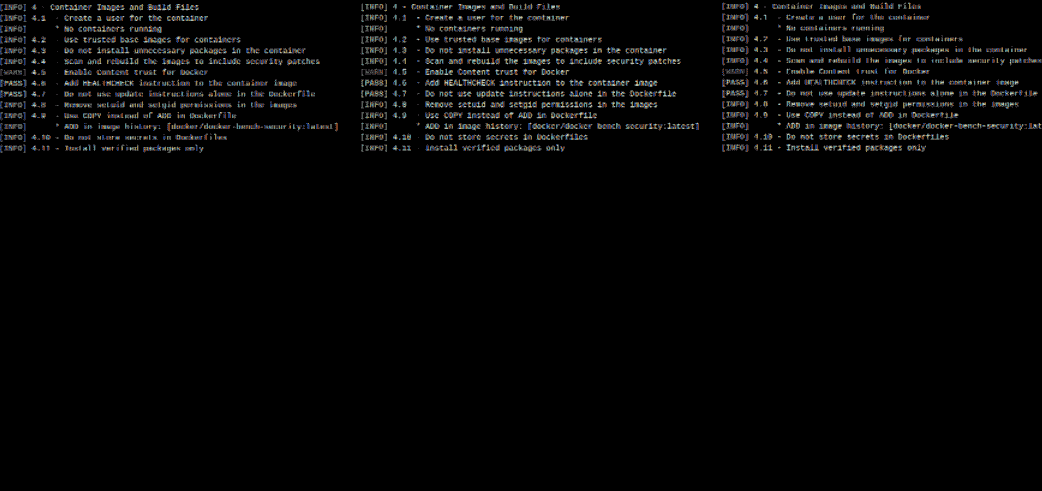 [INFO] 4 - Container Images and Build Files
[INFO] 4.1 - Create a user for the container
[INFO] * No containers running
[INFO] 4.2 - Use trusted base images for containers
[INFO] 4.3 - Do not install unnecessary packages in the container
[INFO] 4.4 - Scan and rebuild the images to include security patches
[WARN] 4.5 - Enable Content trust for Docker
[PASS] 4.6 - Add HEALTHCHECK instruction to the container image
[PASS] 4.7 - Do not use update instructions alone in the Dockerfile
[INFO] 4.8 - Remove setuid and setgid permissions in the images
[INFO] 4.9 - Use COPY instead of ADD in Dockerfile
[INFO] * ADD in image history: [docker/docker-bench-security:latest]
[INFO] 4.10 - Do not store secrets in Dockerfiles
[INFO] 4.11 - Install verified packages only
[INFO] 4 - Container Images and Build Files
[INFO] 4.1 - Create a user for the container
[INFO] * No containers running
[INFO] 4.2 - Use trusted base images for containers
[INFO] 4.3 - Do not install unnecessary packages in the container
[INFO] 4.4 - Scan and rebuild the images to include security patches
[WARN] 4.5 - Enable Content trust for Docker
[PASS] 4.6 - Add HEALTHCHECK instruction to the container image
[PASS] 4.7 - Do not use update instructions alone in the Dockerfile
[INFO] 4.8 - Remove setuid and setgid permissions in the images
[INFO] 4.9 - Use COPY instead of ADD in Dockerfile
[INFO] * ADD in image history: [docker/docker-bench-security:latest]
[INFO] 4.10 - Do not store secrets in Dockerfiles
[INFO] 4.11 - Install verified packages only
[INFO] 4 - Container Images and Build Files
[INFO] 4.1 - Create a user for the container
[INFO] * No containers running
[INFO] 4.2 - Use trusted base images for containers
[INFO] 4.3 - Do not install unnecessary packages in the container
[INFO] 4.4 - Scan and rebuild the images to include security patches
[WARN] 4.5 - Enable Content trust for Docker
[PASS] 4.6 - Add HEALTHCHECK instruction to the container image
[PASS] 4.7 - Do not use update instructions alone in the Dockerfile
[INFO] 4.8 - Remove setuid and setgid permissions in the images
[INFO] 4.9 - Use COPY instead of ADD in Dockerfile
[INFO] * ADD in image history: [docker/docker-bench-security:lat
[INFO] 4.10 - Do not store secrets in Dockerfiles
[INFO] 4.11 - Install verified packages only